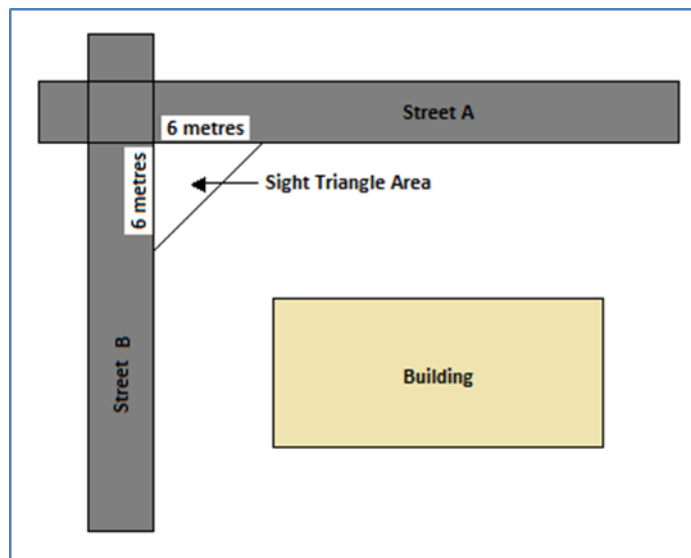 Street A
6 metres
6 metres
Sight Triangle Area
Building
Street B